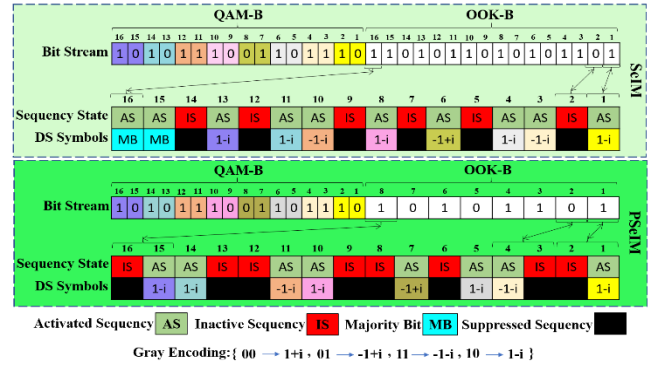 QAM-B OOK-B
16 15 14 13 12 11 10 9 8 7 6 5 4 3 2 1 16 15 14 13 12 11 10 9 8 7 6 5 4 3 2 1
Bit Stream 1 0 1 0 1 1 1 0 0 1 1 0 1 1 1 0 1 1 0 1 0 1 1 0 1 0 1 0 1 1 0 1
SeIM
16 15 14 13 12 11 10 9 8 7 6 5 4 3 2 1
Sequency State AS AS IS AS IS AS AS IS AS IS AS IS AS AS IS AS
DS Symbols MB MB 1-i 1-i -1-i 1-i -1+i 1-i -1-i 1-i
QAM-B OOK-B
16 15 14 13 12 11 10 9 8 7 6 5 4 3 2 1 8 7 6 5 4 3 2 1
Bit Stream 1 0 1 0 1 1 1 0 0 1 1 0 1 1 1 0 1 0 1 0 1 1 0 1
PSeIM
16 15 14 13 12 11 10 9 8 7 6 5 4 3 2 1
Sequency State IS AS AS IS IS AS AS IS IS AS IS AS AS IS IS AS
DS Symbols 1-i 1-i -1-i 1-i -1+i 1-i -1-i 1-i
Activated Sequency AS Inactive Sequency IS Majority Bit MB Suppressed Sequency
Gray Encoding:{ 00 → 1+i , 01 → -1+i, 11 → -1-i, 10 → 1-i }